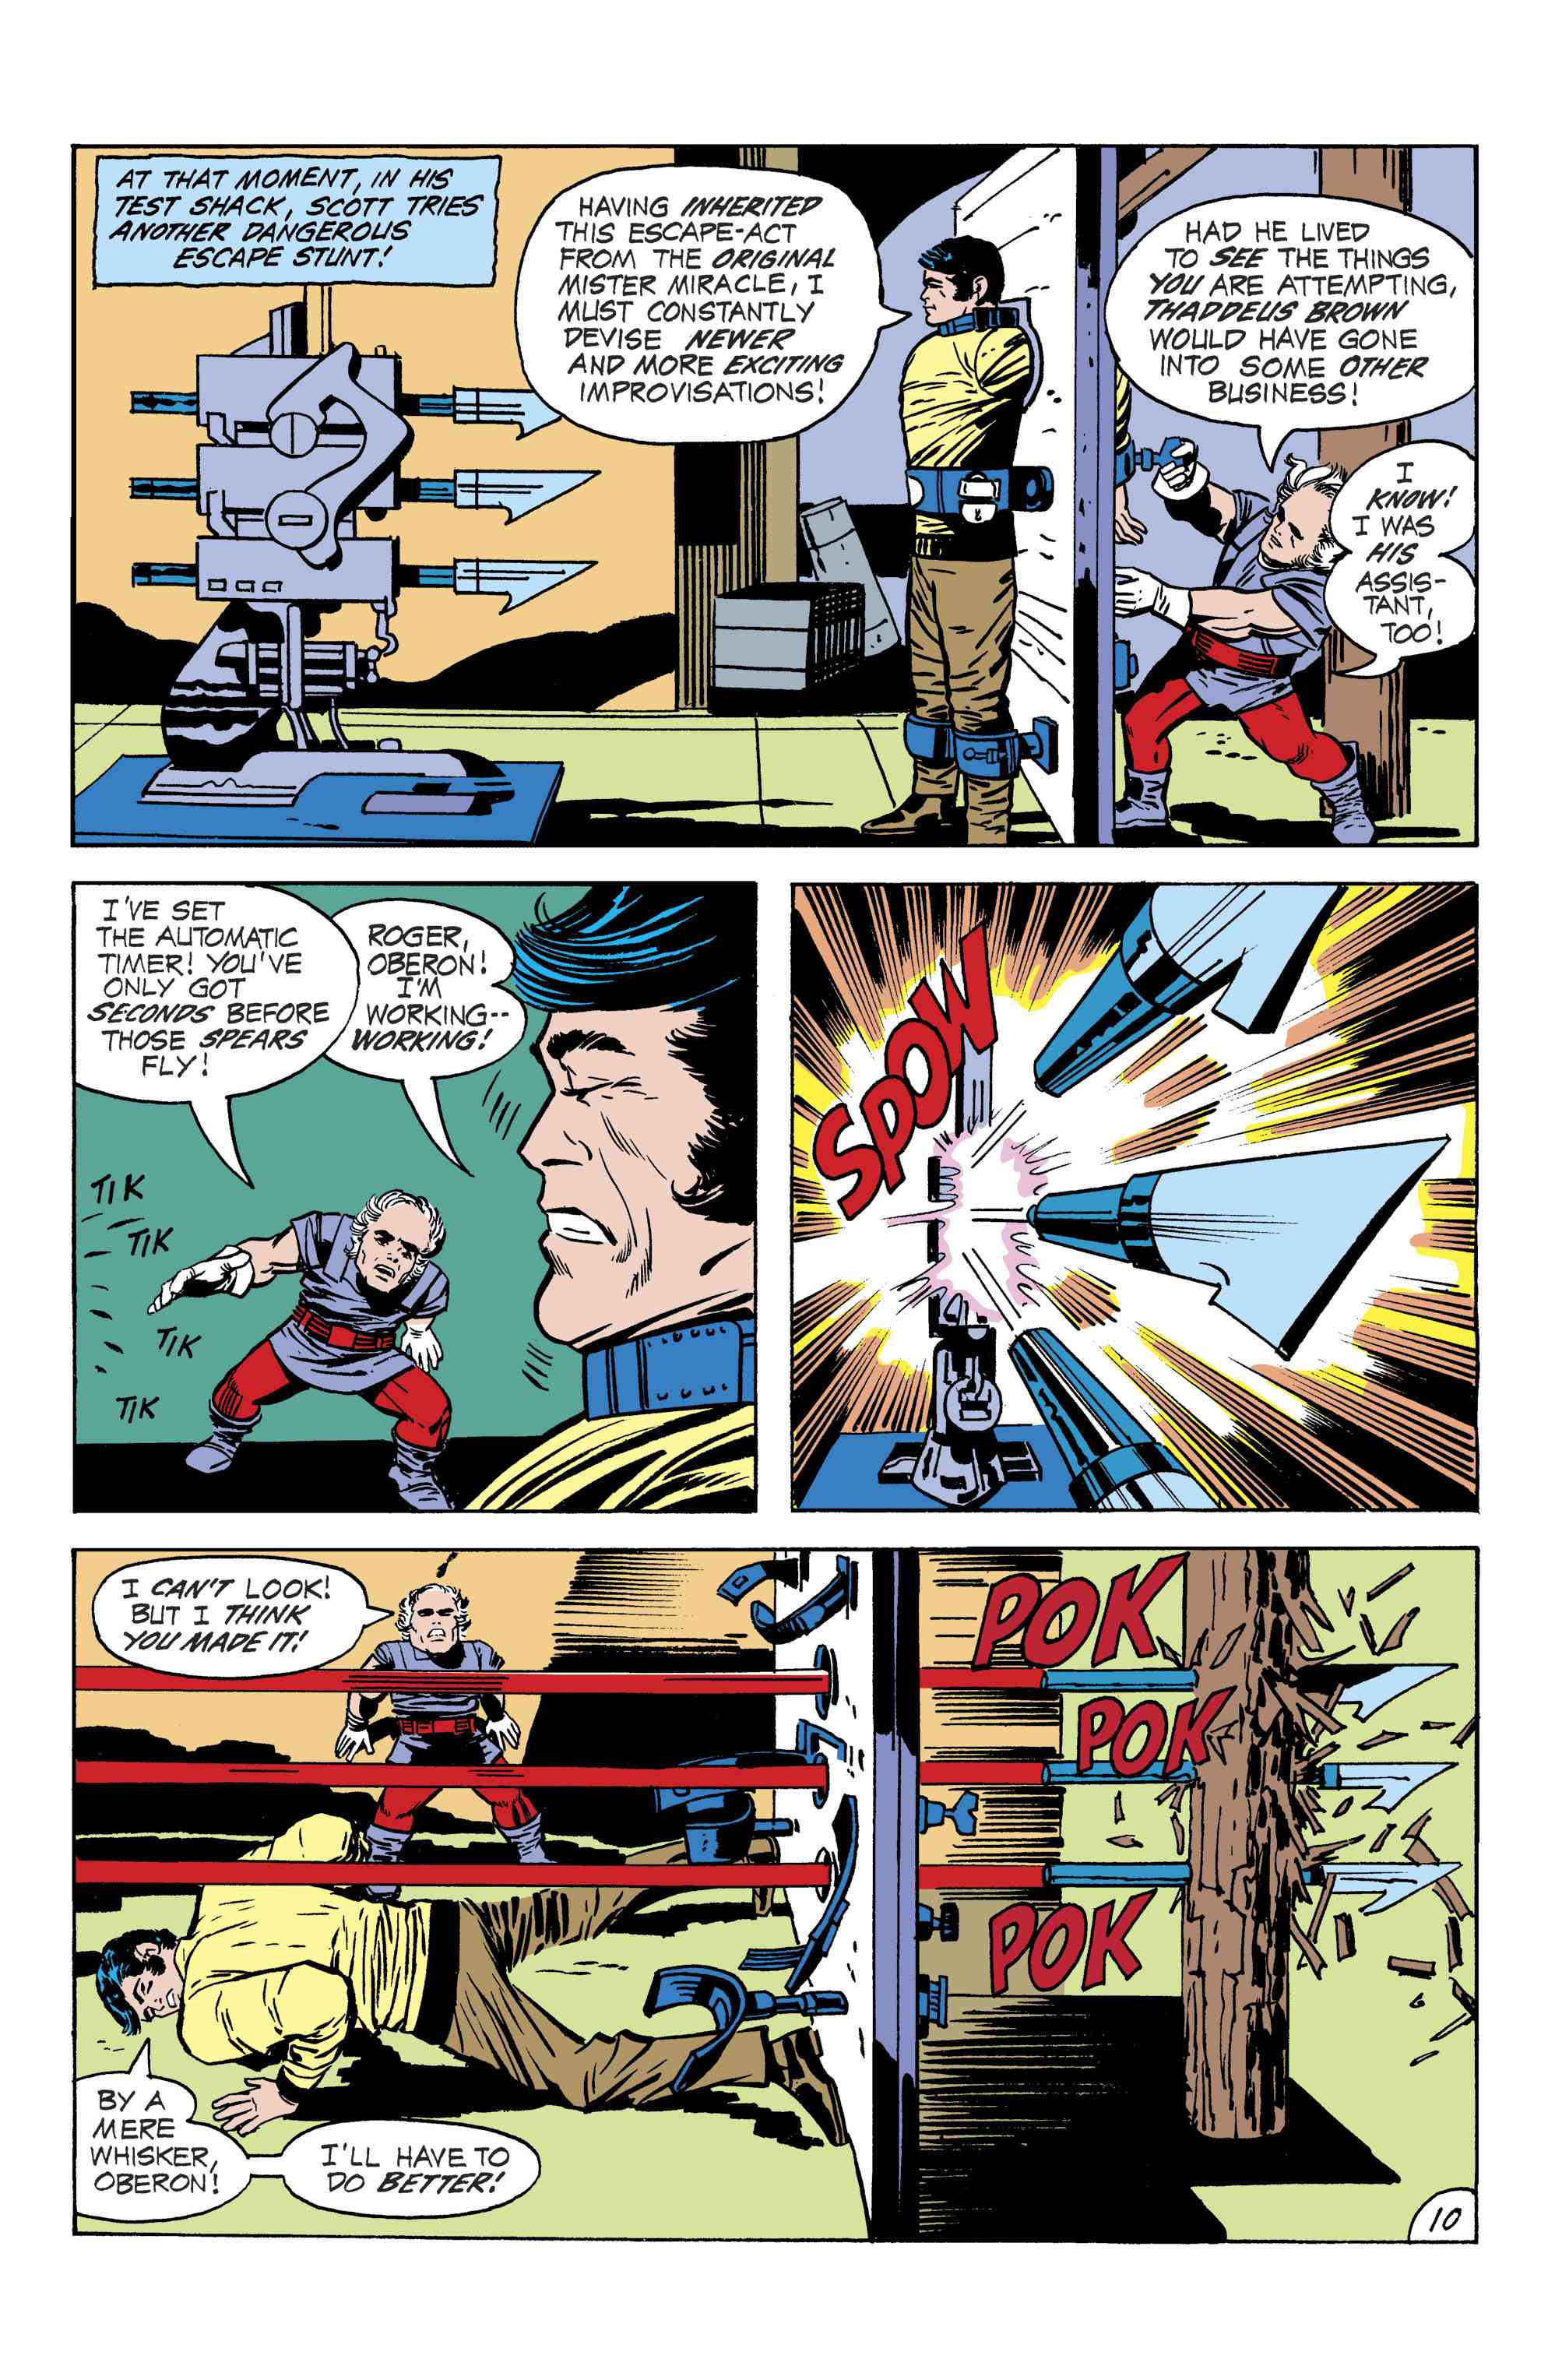 AT THAT MOMENT, IN HIS
TEST SHACK, SCOTT TRIES
ANOTHER DANGEROUS
ESCAPE STUNT!
HAVING INHERITED
THIS ESCAPE-ACT
FROM THE ORIGINAL
MISTER MIRACLE, I
MUST CONSTANTLY
DEVISE NEWER
AND MORE EXCITING
IMPROVISATIONS!
HAD HE LIVED
TO SEE THE THINGS
YOU ARE ATTEMPTING,
THADDEUS BROWN
WOULD HAVE GONE
INTO SOME OTHER
BUSINESS!
I
KNOW!
I WAS
HIS
ASSIS-
TANT,
TOO!
I'VE SET
THE AUTOMATIC
TIMER! YOU'VE
ONLY GOT
SECONDS BEFORE
THOSE SPEARS
FLY!
ROGER,
OBERON!
I'M
WORKING--
WORKING!
TIK
TIK
TIK
TIK
SPOW
I CAN'T LOOK!
BUT I THINK
YOU MADE IT!
POK
POK
POK
BY A
MERE
WHISKER,
OBERON!
I'LL HAVE TO
DO BETTER!
10